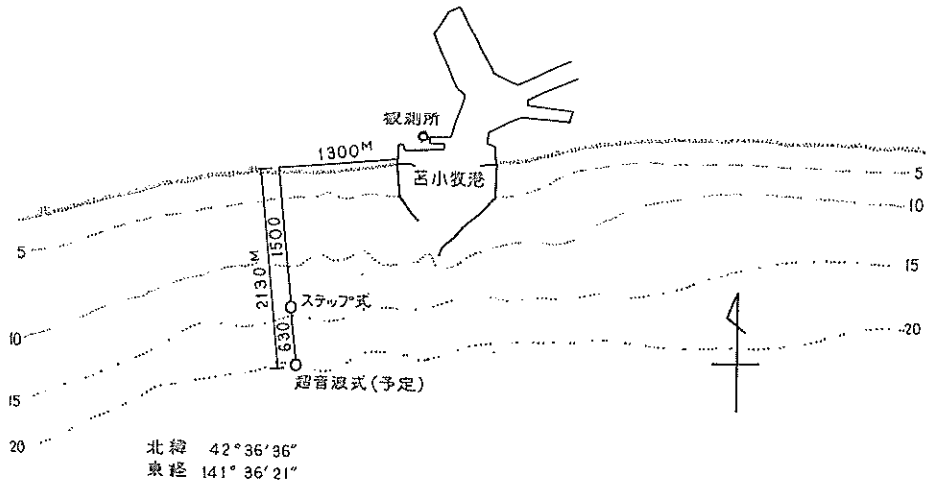 観測所
1300M
苫小牧港
5
10
15
20
5
10
15
20
1500
2130M
ステップ式
630
超音波式(予定)
北緯 42°36′36″
東経 141°36′21″